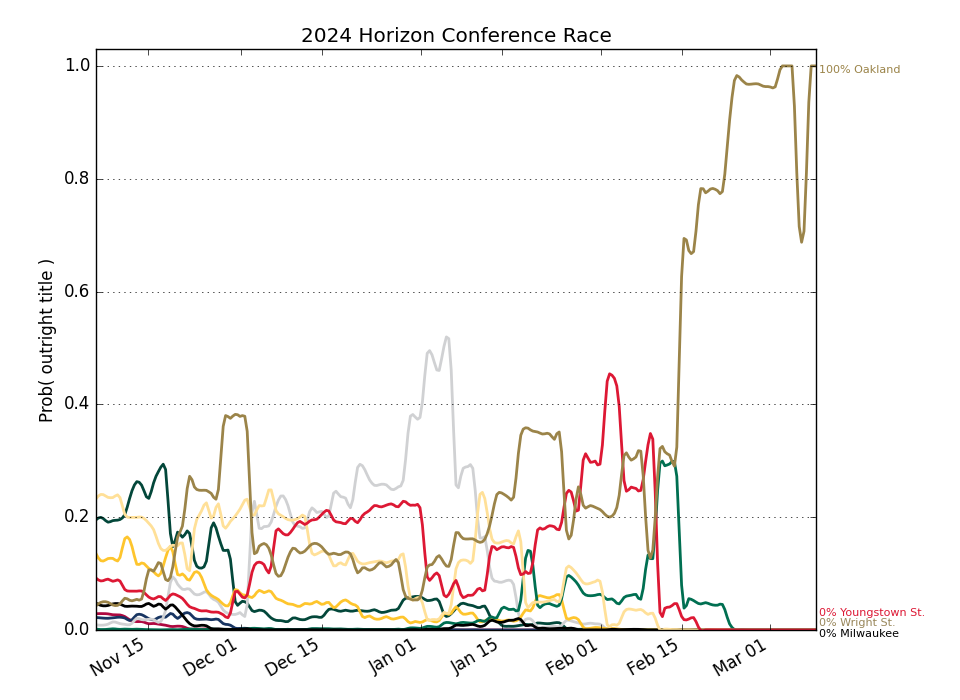 2024 Horizon Conference Race
Prob( outright title )
1.0
0.8
0.6
0.4
0.2
0.0
100% Oakland
0% Youngstown St.
0% Wright St.
0% Milwaukee
Nov 15
Dec 01
Dec 15
Jan 01
Jan 15
Feb 01
Feb 15
Mar 01